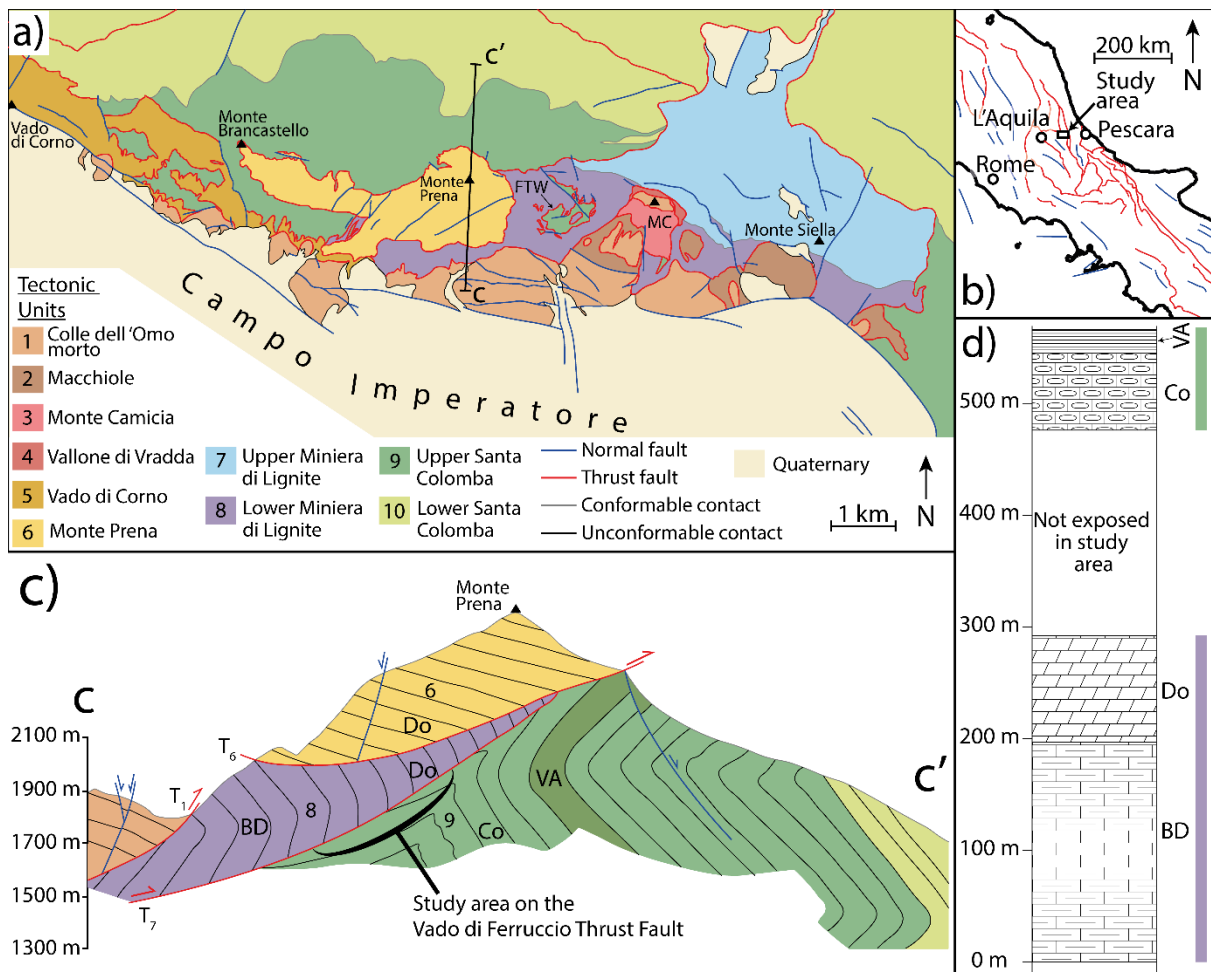 a)
Vado
di Corno
Monte
Brancastello
Monte
Prena
FTW
MC
Monte Siella
c'
c
Campo Imperatore
Tectonic
Units
1 Colle dell 'Omo
morto
2 Macchiole
3 Monte Camicia
4 Vallone di Vradda
5 Vado di Corno
6 Monte Prena
7 Upper Miniera
di Lignite
8 Lower Miniera
di Lignite
9 Upper Santa
Colomba
10 Lower Santa
Colomba
Normal fault
Thrust fault
Conformable contact
Unconformable contact
Quaternary
1 km
N
b)
200 km
N
Study
area
L'Aquila
Pescara
Rome
c)
Monte
Prena
c
c'
2100 m
1900 m
1700 m
1500 m
1300 m
T6
T1
T7
6
Do
Do
8
BD
9
Co
VA
Study area on the
Vado di Ferruccio Thrust Fault
d)
VA
Co
500 m
400 m
Not exposed
in study
area
300 m
Do
200 m
BD
100 m
0 m